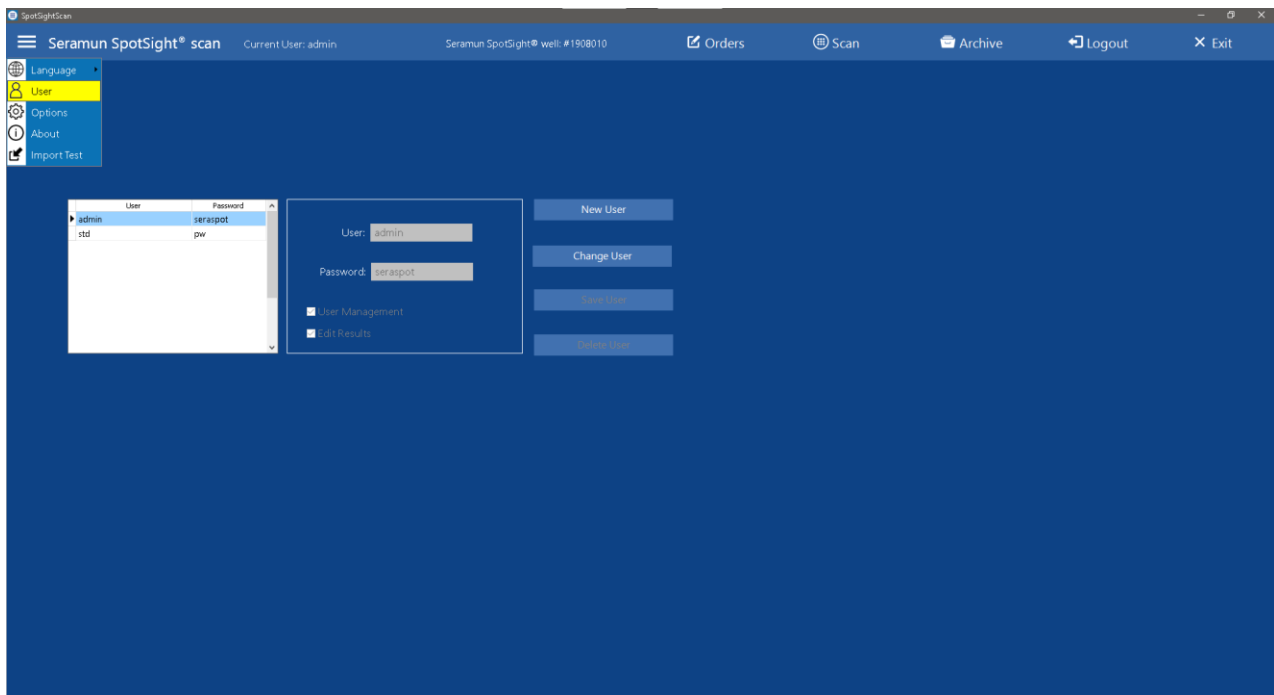 SpotSightScan
Seramun SpotSight® scan Current User: admin Seramun SpotSight® well: #1908010 Orders Scan Archive Logout Exit
Language
User
Options
About
Import Test
User Password
admin seraspot
std pw
User: admin
Password: seraspot
User Management
Edit Results
New User
Change User
Save User
Delete User